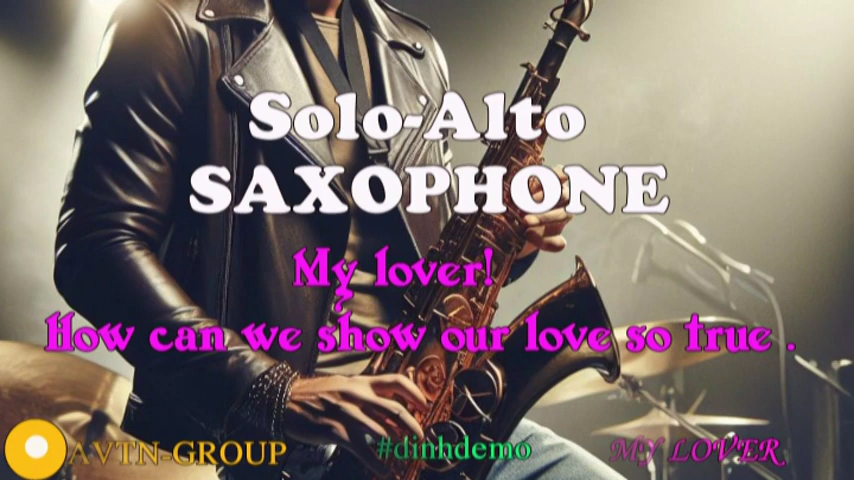 Solo-Alto
SAXOPHONE
My lover!
How can we show our love so true .
AVTN-GROUP #dinhdemo MY LOVER